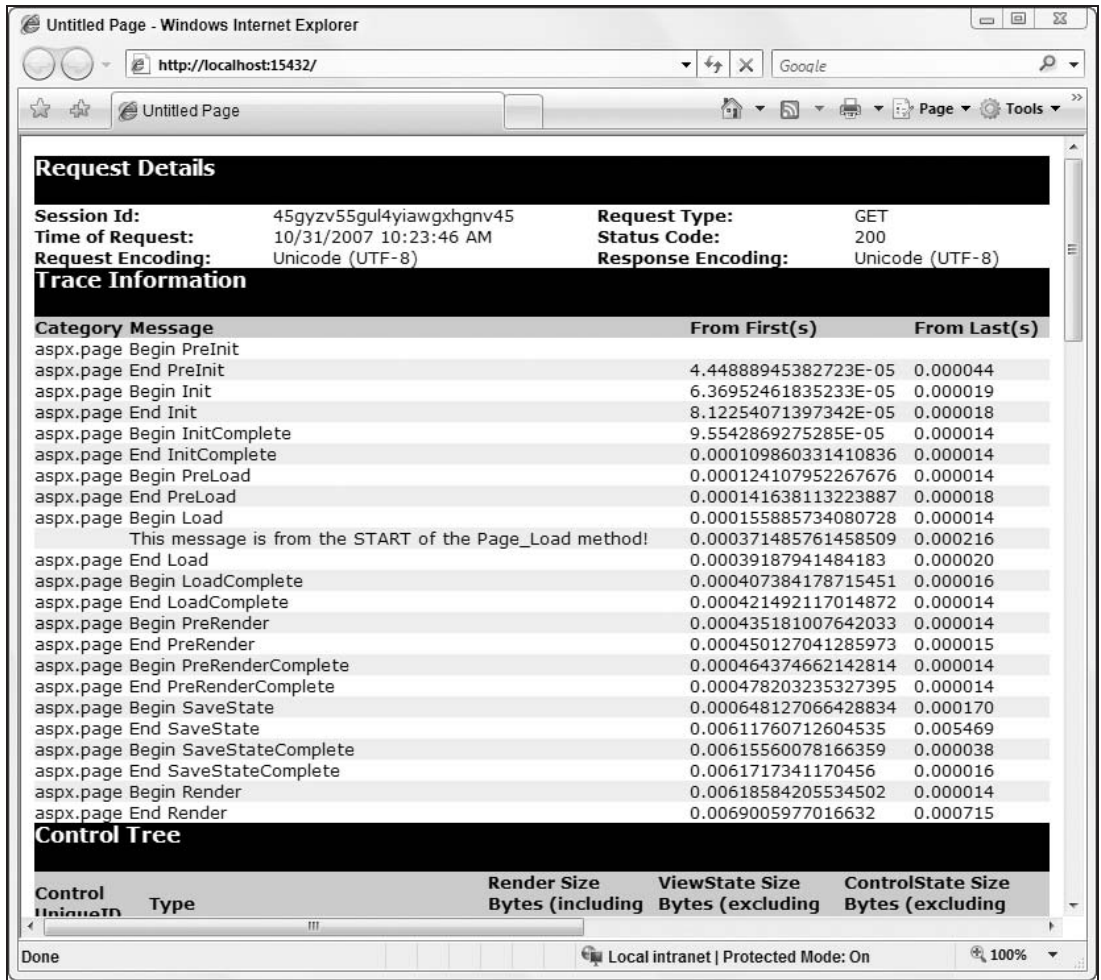 Untitled Page - Windows Internet Explorer
http://localhost:15432/
Google
Untitled Page
Page
Tools
Request Details
Session Id: 45gyzv55gul4yiawgxhgnv45 Request Type: GET
Time of Request: 10/31/2007 10:23:46 AM Status Code: 200
Request Encoding: Unicode (UTF-8) Response Encoding: Unicode (UTF-8)
Trace Information
Category Message From First(s) From Last(s)
aspx.page Begin PreInit
aspx.page End PreInit 4.44888945382723E-05 0.000044
aspx.page Begin Init 6.36952461835233E-05 0.000019
aspx.page End Init 8.12254071397342E-05 0.000018
aspx.page Begin InitComplete 9.5542869275285E-05 0.000014
aspx.page End InitComplete 0.000109860331410836 0.000014
aspx.page Begin PreLoad 0.000124107952267676 0.000014
aspx.page End PreLoad 0.000141638113223887 0.000018
aspx.page Begin Load 0.000155885734080728 0.000014
This message is from the START of the Page_Load method! 0.000371485761458509 0.000216
aspx.page End Load 0.00039187941484183 0.000020
aspx.page Begin LoadComplete 0.000407384178715451 0.000016
aspx.page End LoadComplete 0.000421492117014872 0.000014
aspx.page Begin PreRender 0.000435181007642033 0.000014
aspx.page End PreRender 0.000450127041285973 0.000015
aspx.page Begin PreRenderComplete 0.000464374662142814 0.000014
aspx.page End PreRenderComplete 0.000478203235327395 0.000014
aspx.page Begin SaveState 0.000648127066428834 0.000170
aspx.page End SaveState 0.00611760712604535 0.005469
aspx.page Begin SaveStateComplete 0.00615560078166359 0.000038
aspx.page End SaveStateComplete 0.0061717341170456 0.000016
aspx.page Begin Render 0.00618584205534502 0.000014
aspx.page End Render 0.0069005977016632 0.000715
Control Tree
Control Render Size ViewState Size ControlState Size
UniqueID Type Bytes (including Bytes (excluding Bytes (excluding
Done Local intranet | Protected Mode: On 100%